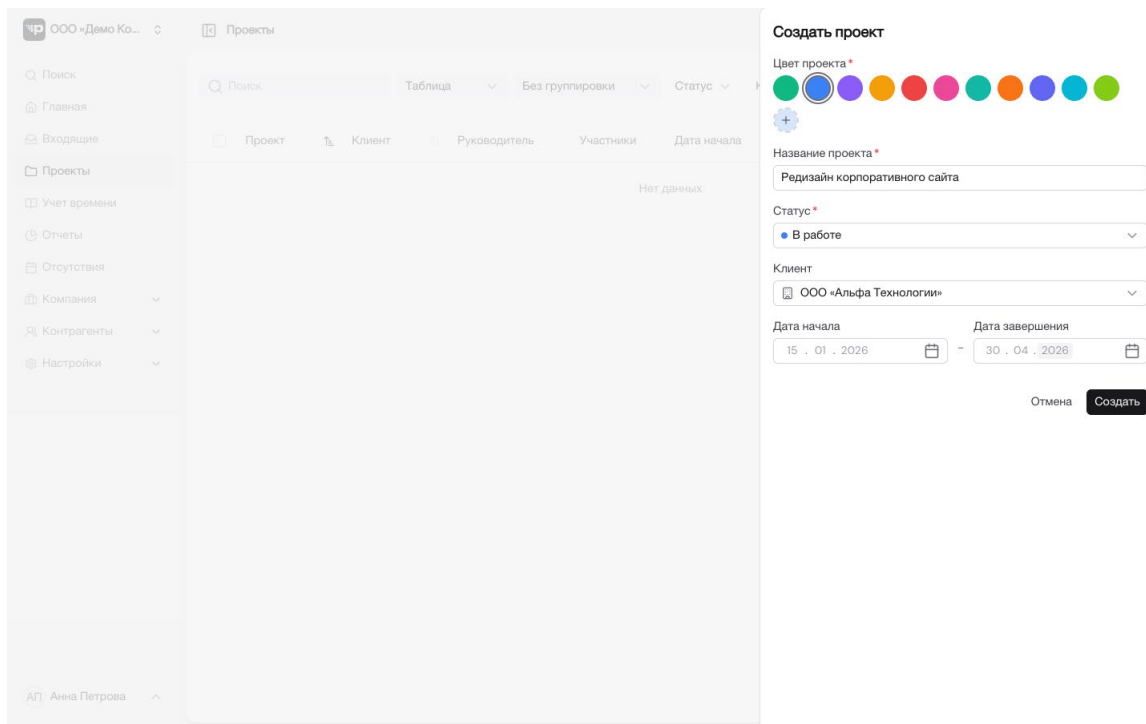 ООО «Демо Ко...
Поиск
Главная
Входящие
Проекты
Учет времени
Отчеты
Отсутствия
Компания
Контрагенты
Настройки
АП Анна Петрова
Проекты
Поиск Таблица Без группировки Статус
Проект Клиент Руководитель Участники Дата начала
Нет данных
Создать проект
Цвет проекта *
+
Название проекта *
Редизайн корпоративного сайта
Статус *
В работе
Клиент
ООО «Альфа Технологии»
Дата начала Дата завершения
15 . 01 . 2026 – 30 . 04 . 2026
Отмена Создать